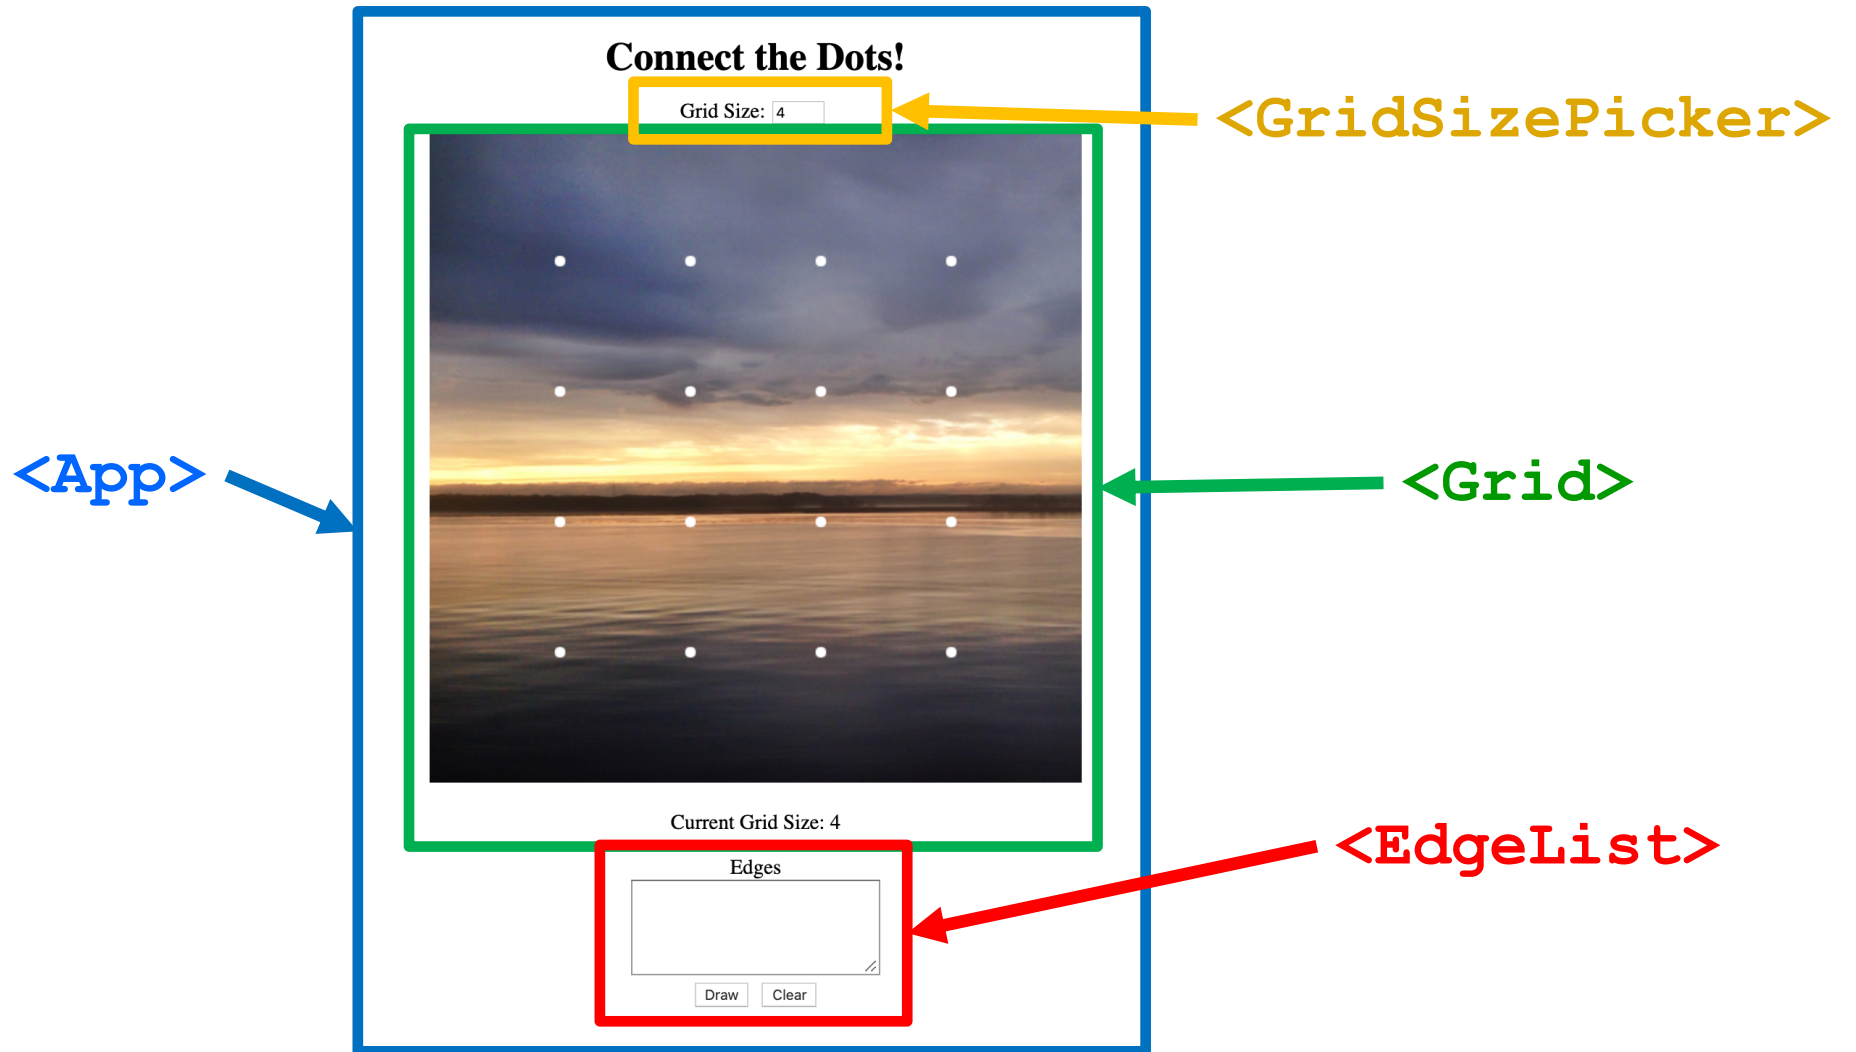 Connect the Dots!
Grid Size: 4
<GridSizePicker>
<App>
<Grid>
Current Grid Size: 4
<EdgeList>
Edges
Draw Clear